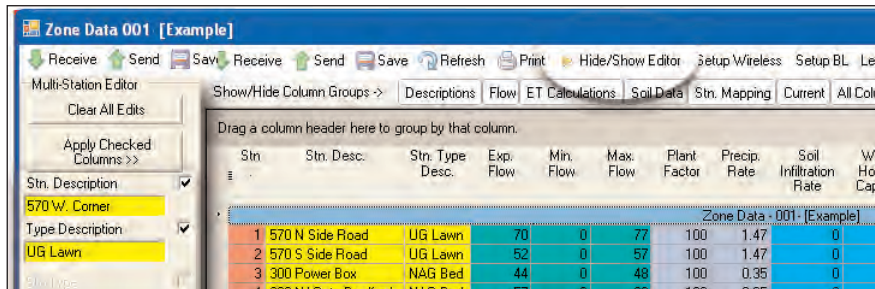 Zone Data 001 [Example]
Receive Send Sav Receive Send Save Refresh Print Hide/Show Editor Setup Wireless Setup BL Le
Multi-Station Editor
Clear All Edits
Show/Hide Column Groups -> Descriptions Flow ET Calculations Soil Data Stn. Mapping Current All Colu
Apply Checked
Columns >>
Drag a column header here to group by that column.
Stn Stn. Desc. Stn. Type Desc. Exp. Flow Min. Flow Max. Flow Plant Factor Precip. Rate Soil Infiltration Rate W Ho Cap
Stn. Description
570 W. Corner
Type Description
UG Lawn
Zone Data - 001- [Example]
1 570 N Side Road UG Lawn 70 0 77 100 1.47 0
2 570 S Side Road UG Lawn 52 0 57 100 1.47 0
3 300 Power Box NAG Bed 44 0 48 100 0.35 0